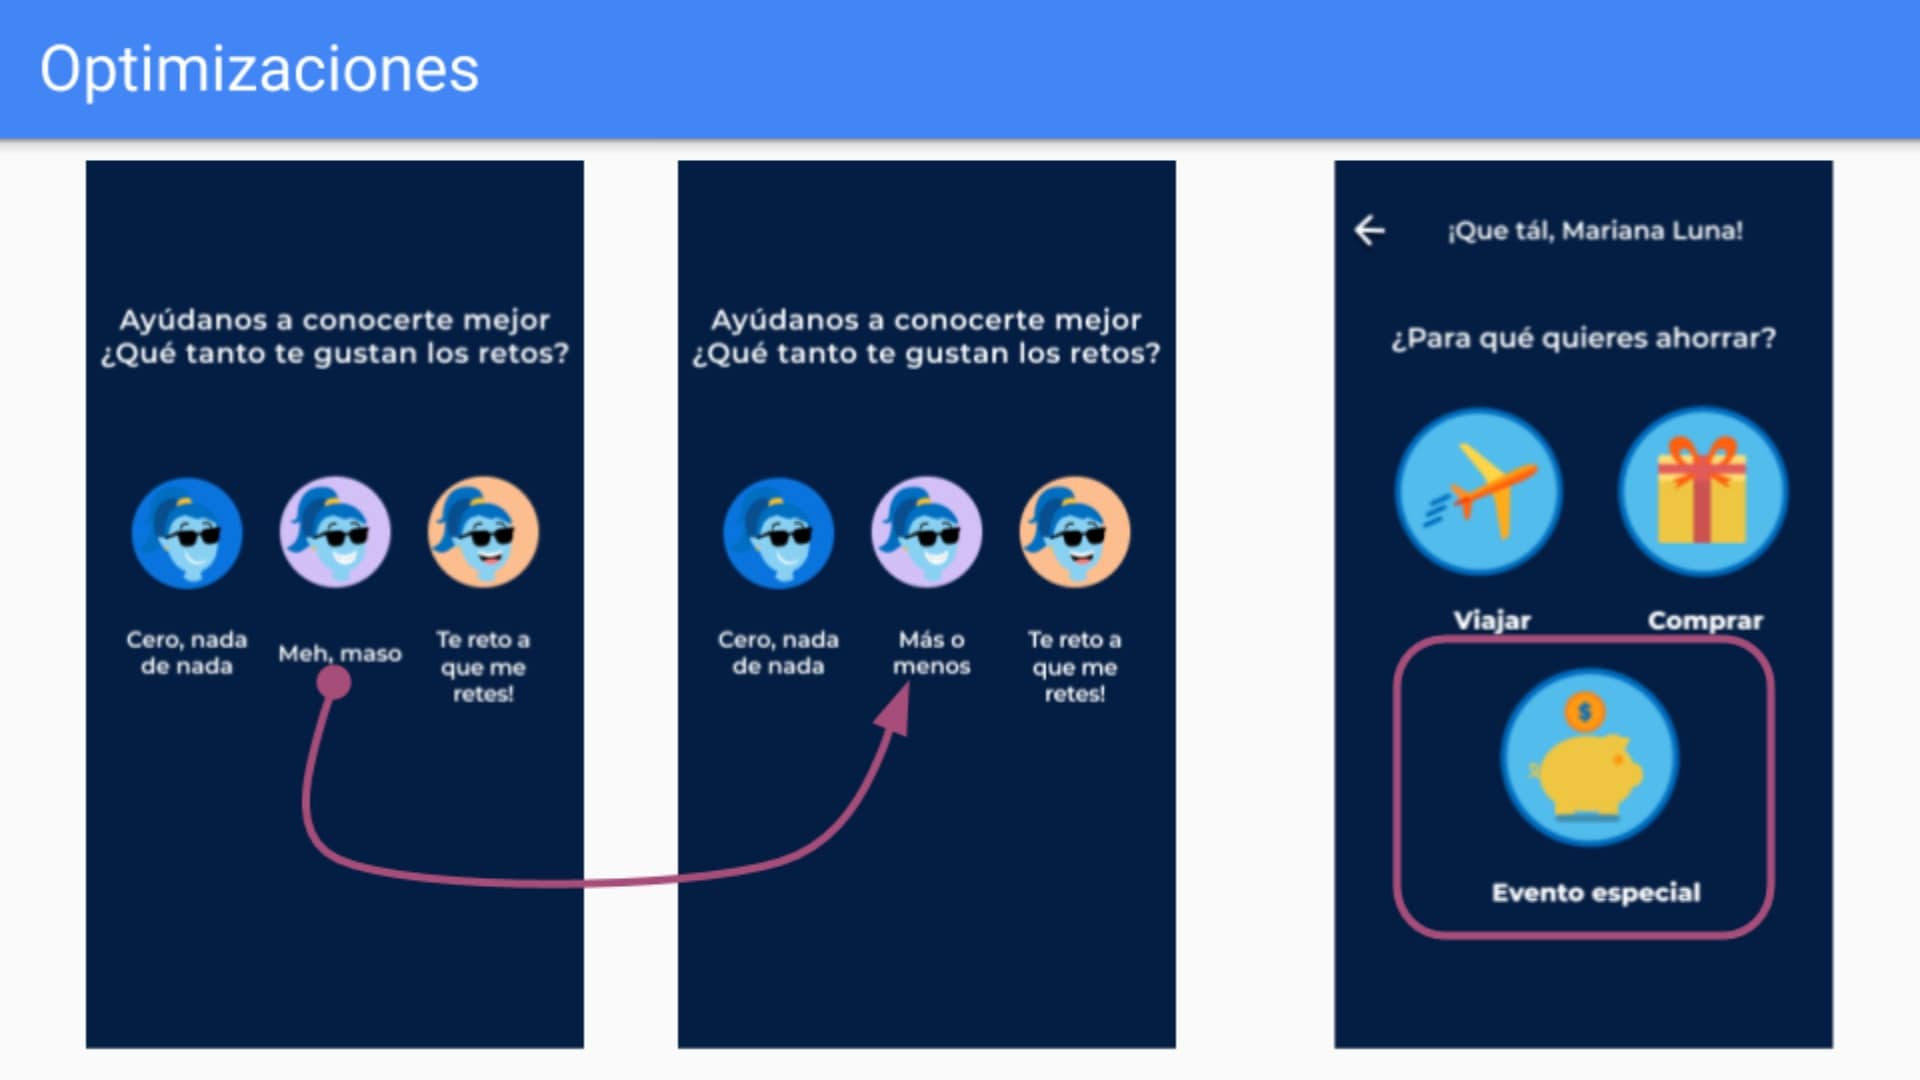 Optimizaciones
Ayúdanos a conocerte mejor
¿Qué tanto te gustan los retos?
Cero, nada
de nada
Meh, maso
Te reto a
que me
retes!
Ayúdanos a conocerte mejor
¿Qué tanto te gustan los retos?
Cero, nada
de nada
Más o
menos
Te reto a
que me
retes!
¡Que tál, Mariana Luna!
¿Para qué quieres ahorrar?
Viajar
Comprar
$
Evento especial